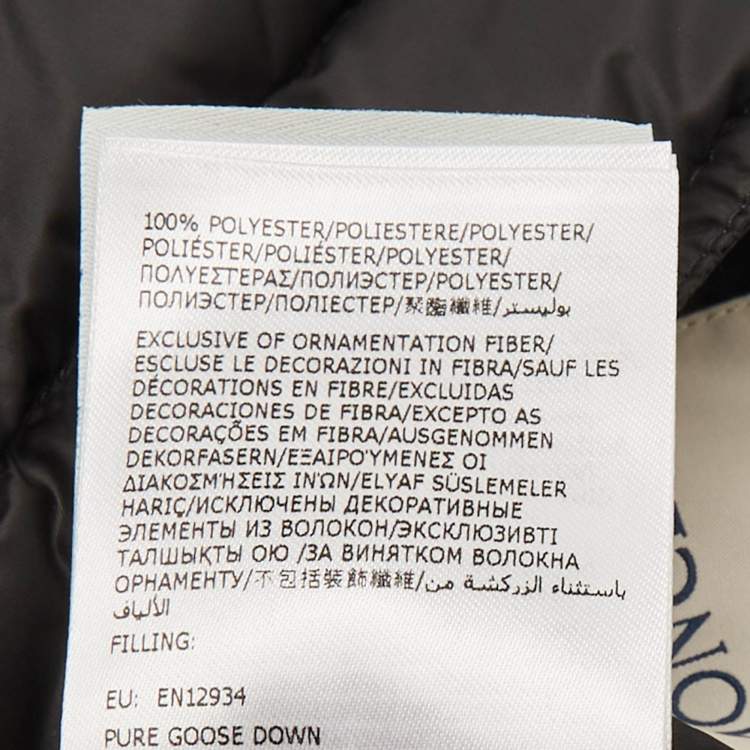 100% POLYESTER/POLIESTERE/POLYESTER/
POLIÉSTER/POLIÉSTER/POLYESTER/
ΠΟΛΥΕΣΤΕΡΑΣ/ПОЛИЭСТЕР/POLYESTER/
ПОЛИЭСТЕР/ПОЛІЕСТЕР/聚酯纖維/بوليستر
EXCLUSIVE OF ORNAMENTATION FIBER/
ESCLUSE LE DECORAZIONI IN FIBRA/SAUF LES
DÉCORATIONS EN FIBRE/EXCLUIDAS
DECORACIONES DE FIBRA/EXCEPTO AS
DECORAÇÕES EM FIBRA/AUSGENOMMEN
DEKORFASERN/ΕΞΑΙΡΟΎΜΕΝΕΣ ΟΙ
ΔΙΑΚΟΣΜΉΣΕΙΣ ΙΝΏΝ/ELYAF SÜSLEMELER
HARIÇ/ИСКЛЮЧЕНЫ ДЕКОРАТИВНЫЕ
ЭЛЕМЕНТЫ ИЗ ВОЛОКОН/ЭКСКЛЮЗИВТІ
ТАЛШЫҚТЫ ОЮ /ЗА ВИНЯТКОМ ВОЛОКНА
ОРНАМЕНТУ/不包括裝飾纖維/باستثناء الزركشة من
الألياف
FILLING:
EU: EN12934
PURE GOOSE DOWN